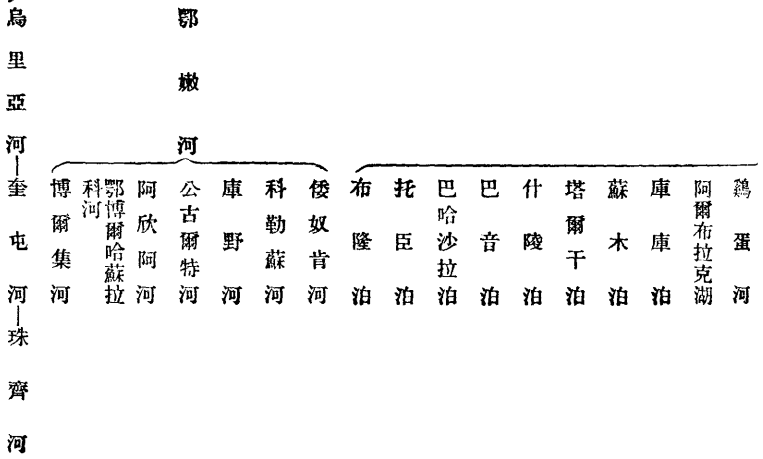 鷄蛋河
阿爾布拉克湖
庫庫泊
蘇木泊
塔爾干泊
什陵泊
巴音泊
巴哈沙拉泊
托臣泊
布隆泊
鄂嫩河
倭奴肯河
科勒蘇河
庫野河
公古爾特河
阿欣阿河
鄂博爾哈蘇拉
科河
博爾集河
烏里亞河—奎屯河—珠齊河